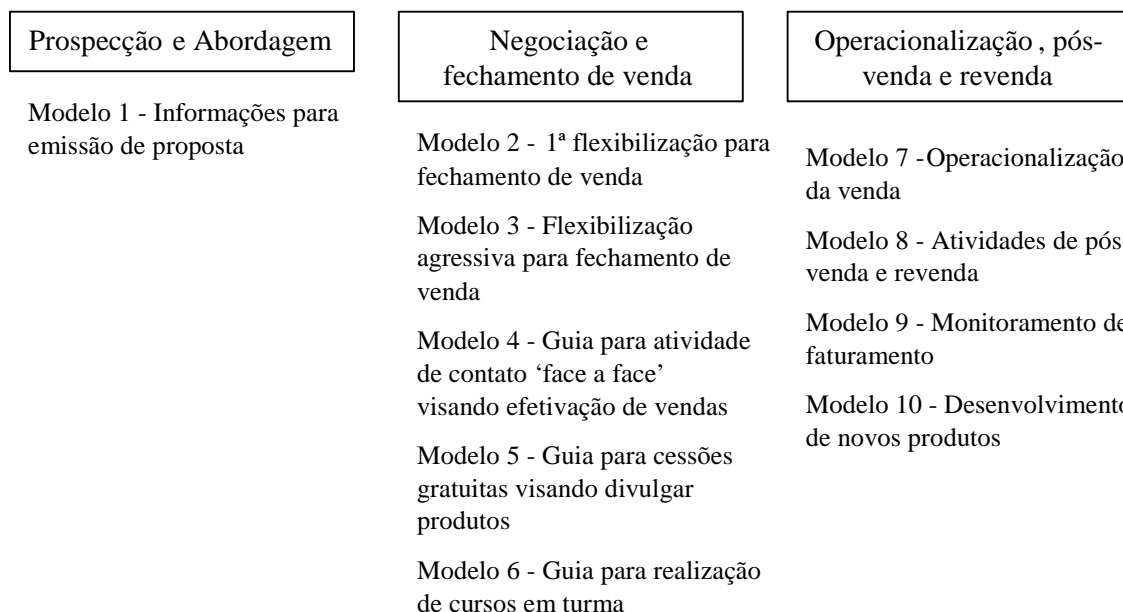 Prospecção e Abordagem
Modelo 1 - Informações para
emissão de proposta
Negociação e
fechamento de venda
Modelo 2 - 1ª flexibilização para
fechamento de venda
Modelo 3 - Flexibilização
agressiva para fechamento de
venda
Modelo 4 - Guia para atividade
de contato ‘face a face’
visando efetivação de vendas
Modelo 5 - Guia para cessões
gratuitas visando divulgar
produtos
Modelo 6 - Guia para realização
de cursos em turma
Operacionalização , pós-
venda e revenda
Modelo 7 -Operacionalização
da venda
Modelo 8 - Atividades de pós-
venda e revenda
Modelo 9 - Monitoramento de
faturamento
Modelo 10 - Desenvolvimento
de novos produtos